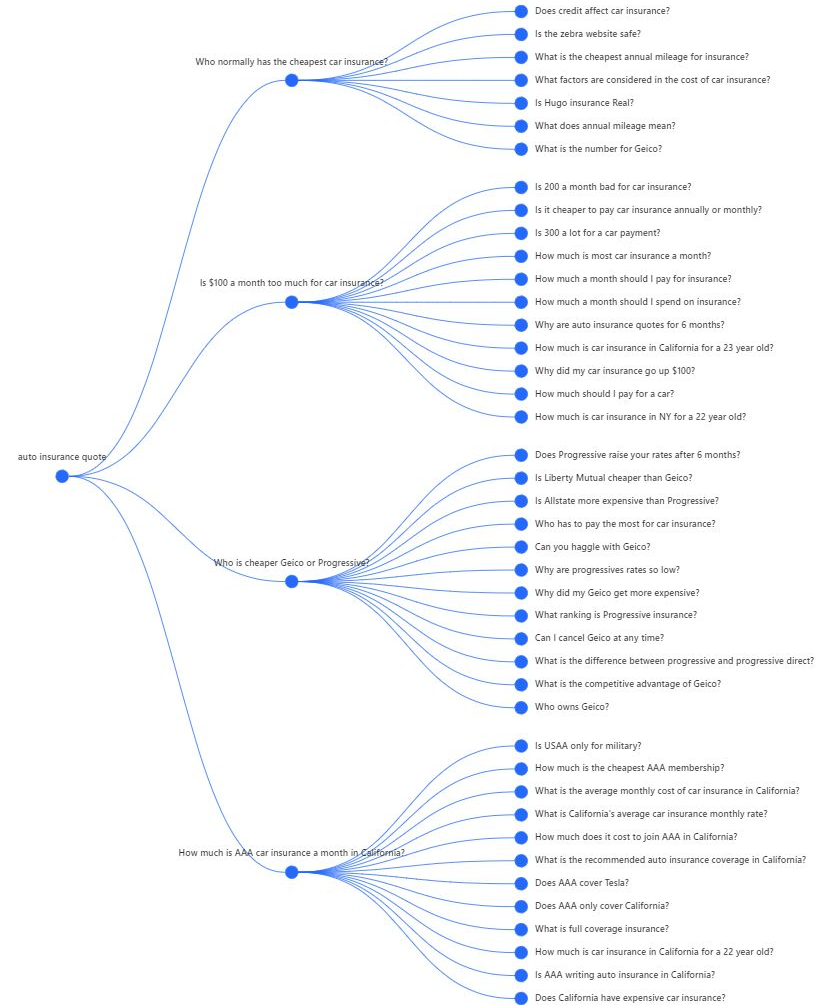 auto insurance quote
Who normally has the cheapest car insurance?
Does credit affect car insurance?
Is the zebra website safe?
What is the cheapest annual mileage for insurance?
What factors are considered in the cost of car insurance?
Is Hugo insurance Real?
What does annual mileage mean?
What is the number for Geico?
Is $100 a month too much for car insurance?
Is 200 a month bad for car insurance?
Is it cheaper to pay car insurance annually or monthly?
Is 300 a lot for a car payment?
How much is most car insurance a month?
How much a month should I pay for insurance?
How much a month should I spend on insurance?
Why are auto insurance quotes for 6 months?
How much is car insurance in California for a 23 year old?
Why did my car insurance go up $100?
How much should I pay for a car?
How much is car insurance in NY for a 22 year old?
Who is cheaper Geico or Progressive?
Does Progressive raise your rates after 6 months?
Is Liberty Mutual cheaper than Geico?
Is Allstate more expensive than Progressive?
Who has to pay the most for car insurance?
Can you haggle with Geico?
Why are progressives rates so low?
Why did my Geico get more expensive?
What ranking is Progressive insurance?
Can I cancel Geico at any time?
What is the difference between progressive and progressive direct?
What is the competitive advantage of Geico?
Who owns Geico?
How much is AAA car insurance a month in California?
Is USAA only for military?
How much is the cheapest AAA membership?
What is the average monthly cost of car insurance in California?
What is California's average car insurance monthly rate?
How much does it cost to join AAA in California?
What is the recommended auto insurance coverage in California?
Does AAA cover Tesla?
Does AAA only cover California?
What is full coverage insurance?
How much is car insurance in California for a 22 year old?
Is AAA writing auto insurance in California?
Does California have expensive car insurance?